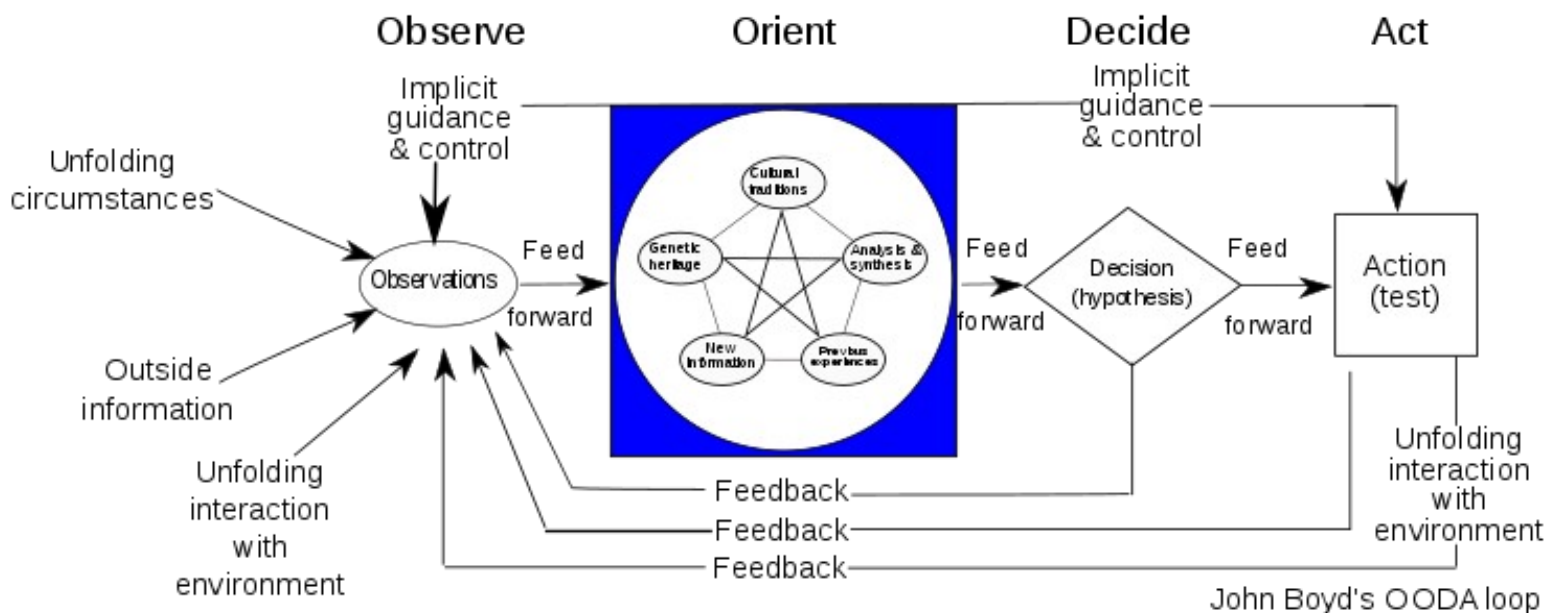 Observe
Orient
Decide
Act
Implicit
guidance
& control
Implicit
guidance
& control
Unfolding
circumstances
Observations
Feed
forward
Cultural
traditions
Genetic
heritage
Analysis &
synthesis
New
Information
Previous
experiences
Feed
forward
Decision
(hypothesis)
Feed
forward
Action
(test)
Outside
information
Unfolding
interaction
with
environment
Feedback
Feedback
Feedback
Unfolding
interaction
with
environment
John Boyd's OODA loop